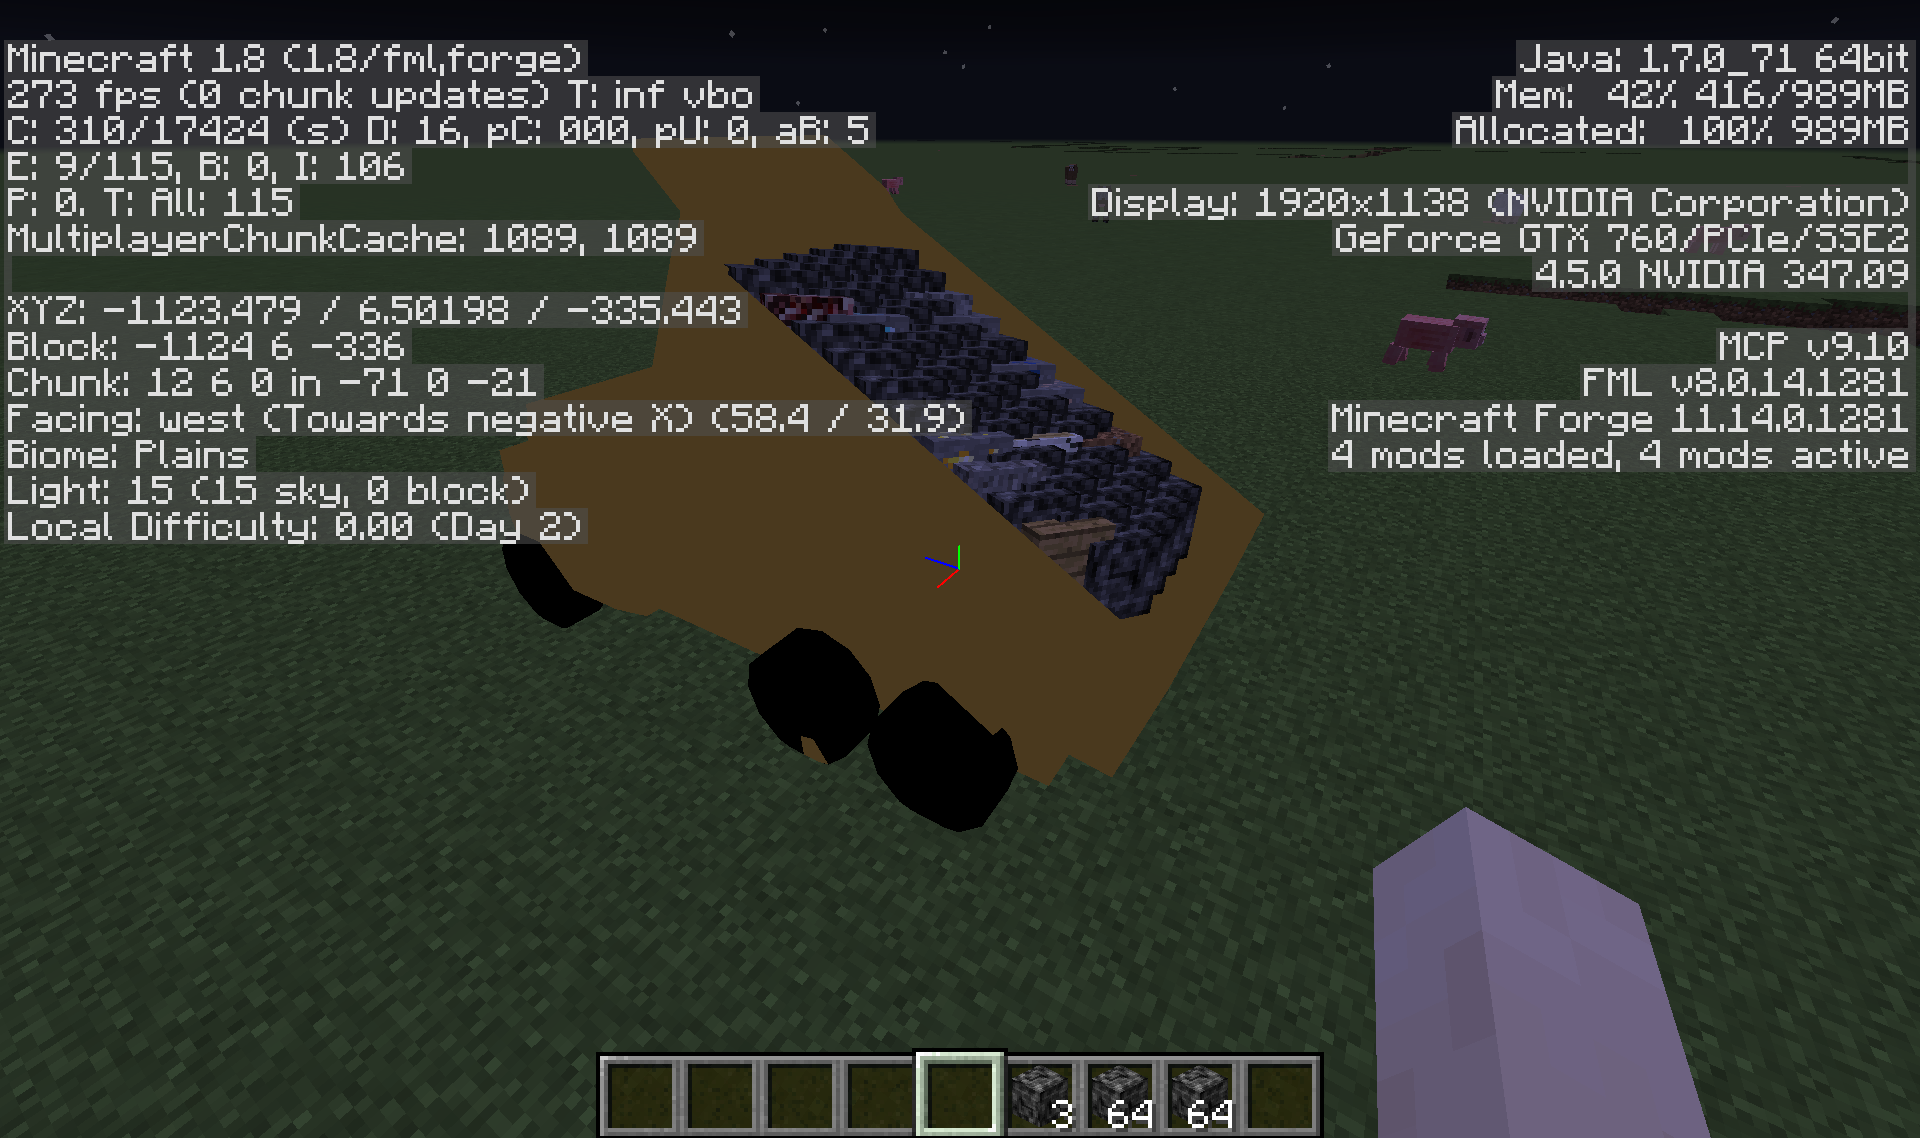 Minecraft 1.8 (1.8/fml,forge)
273 fps (0 chunk updates) T: inf vbo
C: 310/17424 (s) D: 16, pC: 000, pU: 0, aB: 5
E: 9/115, B: 0, I: 106
P: 0. T: All: 115
MultiplayerChunkCache: 1089, 1089
XYZ: -1123.479 / 6.50198 / -335.443
Block: -1124 6 -336
Chunk: 12 6 0 in -71 0 -21
Facing: west (Towards negative X) (58.4 / 31.9)
Biome: Plains
Light: 15 (15 sky, 0 block)
Local Difficulty: 0.00 (Day 2)
Java: 1.7.0_71 64bit
Mem: 42% 416/989MB
Allocated: 100% 989MB
Display: 1920x1138 (NVIDIA Corporation)
GeForce GTX 760/PCIe/SSE2
4.5.0 NVIDIA 347.09
MCP v9.10
FML v8.0.14.1281
Minecraft Forge 11.14.0.1281
4 mods loaded, 4 mods active
3 64 64